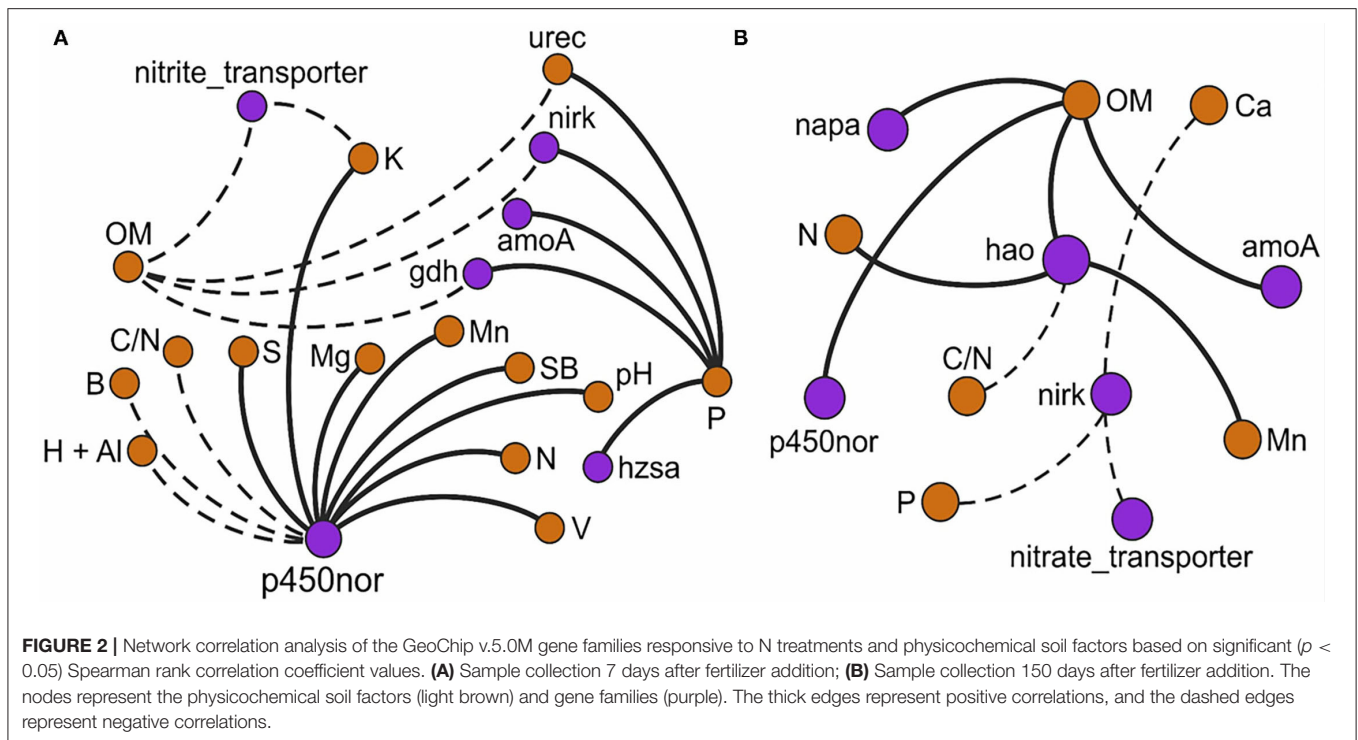 A
urec
nitrite_transporter
nirk
K
OM
amoA
gdh
Mn
C/N
S
Mg
SB
B
pH
P
H + Al
N
hzsa
V
p450nor
B
OM
Ca
napa
N
hao
amoA
C/N
nirk
p450nor
Mn
P
nitrate_transporter
FIGURE 2 | Network correlation analysis of the GeoChip v.5.0M gene families responsive to N treatments and physicochemical soil factors based on significant (p <
0.05) Spearman rank correlation coefficient values. (A) Sample collection 7 days after fertilizer addition; (B) Sample collection 150 days after fertilizer addition. The
nodes represent the physicochemical soil factors (light brown) and gene families (purple). The thick edges represent positive correlations, and the dashed edges
represent negative correlations.